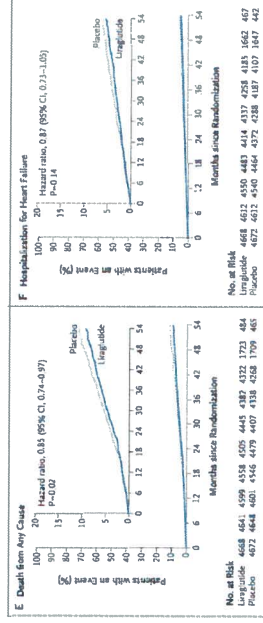 E Death from Any Cause
Patients with an Event (%)
100
90
80
70
60
50
40
30
20
10
0
20
15
10
5
0
Hazard ratio, 0.85 (95% CI, 0.74–0.97)
P=0.02
Placebo
Liraglutide
0 6 12 18 24 30 36 42 48 54
0 6 12 18 24 30 36 42 48 54
Months since Randomization
No. at Risk
Liraglutide 4668 4641 4599 4558 4505 4445 4387 4322 1723 484
Placebo 4672 4648 4601 4546 4479 4407 4338 4268 1709 465
F Hospitalization for Heart Failure
Patients with an Event (%)
100
90
80
70
60
50
40
30
20
10
0
20
15
10
5
0
Hazard ratio, 0.87 (95% CI, 0.73–1.05)
P=0.14
Placebo
Liraglutide
0 6 12 18 24 30 36 42 48 54
0 6 12 18 24 30 36 42 48 54
Months since Randomization
No. at Risk
Liraglutide 4668 4612 4550 4483 4414 4337 4258 4185 1662 467
Placebo 4672 4612 4540 4464 4372 4288 4187 4107 1647 442